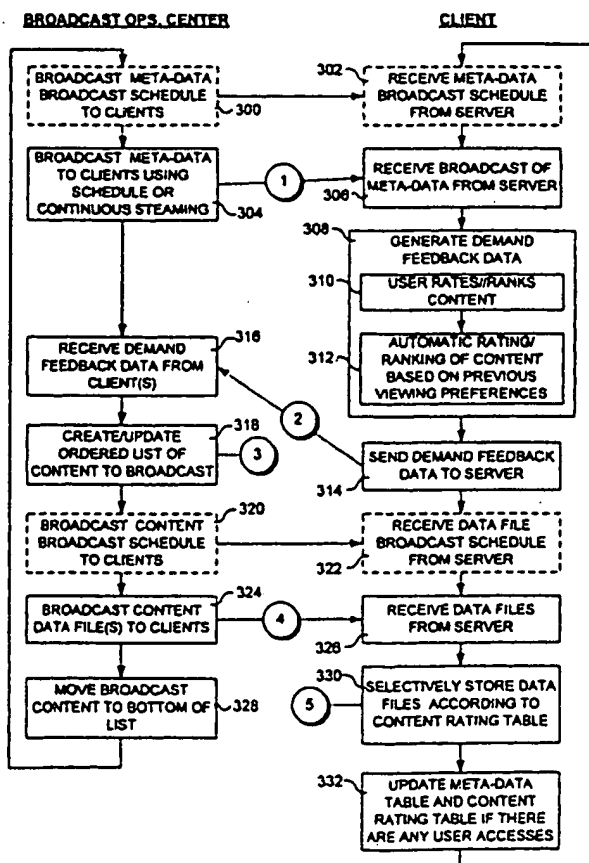 BROADCAST OPS. CENTER
CLIENT
BROADCAST META-DATA
BROADCAST SCHEDULE
TO CLIENTS
300
302
RECEIVE META-DATA
BROADCAST SCHEDULE
FROM SERVER
BROADCAST META-DATA
TO CLIENTS USING
SCHEDULE OR
CONTINUOUS STEAMING
304
1
RECEIVE BROADCAST OF
META-DATA FROM SERVER
306
308
GENERATE DEMAND
FEEDBACK DATA
310
USER RATES//RANKS
CONTENT
312
AUTOMATIC RATING/
RANKING OF CONTENT
BASED ON PREVIOUS
VIEWING PREFERENCES
316
RECEIVE DEMAND
FEEDBACK DATA FROM
CLIENT(S)
2
318
CREATE/UPDATE
ORDERED LIST OF
CONTENT TO BROADCAST
3
SEND DEMAND FEEDBACK
DATA TO SERVER
314
320
BROADCAST CONTENT
BROADCAST SCHEDULE
TO CLIENTS
RECEIVE DATA FILE
BROADCAST SCHEDULE
FROM SERVER
322
324
BROADCAST CONTENT
DATA FILE(S) TO CLIENTS
4
RECEIVE DATA FILES
FROM SERVER
326
MOVE BROADCAST
CONTENT TO BOTTOM OF
LIST
328
330
5
SELECTIVELY STORE DATA
FILES ACCORDING TO
CONTENT RATING TABLE
332
UPDATE META-DATA
TABLE AND CONTENT
RATING TABLE IF THERE
ARE ANY USER ACCESSES